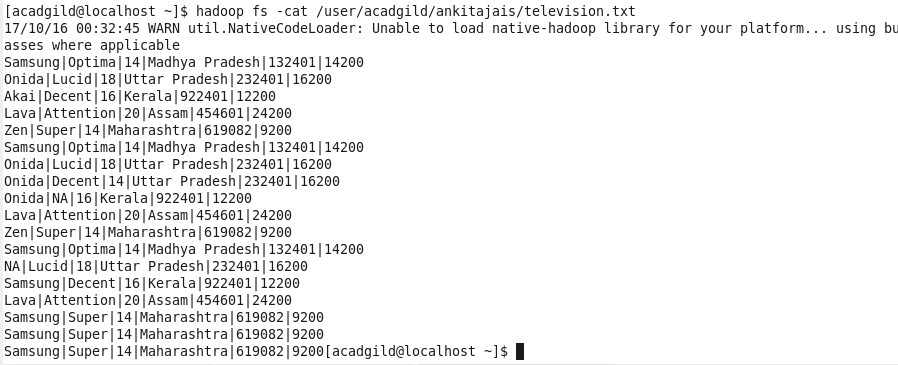 [acadgild@localhost ~]$ hadoop fs -cat /user/acadgild/ankitajais/television.txt
17/10/16 00:32:45 WARN util.NativeCodeLoader: Unable to load native-hadoop library for your platform... using bu
asses where applicable
Samsung|Optima|14|Madhya Pradesh|132401|14200
Onida|Lucid|18|Uttar Pradesh|232401|16200
Akai|Decent|16|Kerala|922401|12200
Lava|Attention|20|Assam|454601|24200
Zen|Super|14|Maharashtra|619082|9200
Samsung|Optima|14|Madhya Pradesh|132401|14200
Onida|Lucid|18|Uttar Pradesh|232401|16200
Onida|Decent|14|Uttar Pradesh|232401|16200
Onida|NA|16|Kerala|922401|12200
Lava|Attention|20|Assam|454601|24200
Zen|Super|14|Maharashtra|619082|9200
Samsung|Optima|14|Madhya Pradesh|132401|14200
NA|Lucid|18|Uttar Pradesh|232401|16200
Samsung|Decent|16|Kerala|922401|12200
Lava|Attention|20|Assam|454601|24200
Samsung|Super|14|Maharashtra|619082|9200
Samsung|Super|14|Maharashtra|619082|9200
Samsung|Super|14|Maharashtra|619082|9200[acadgild@localhost ~]$